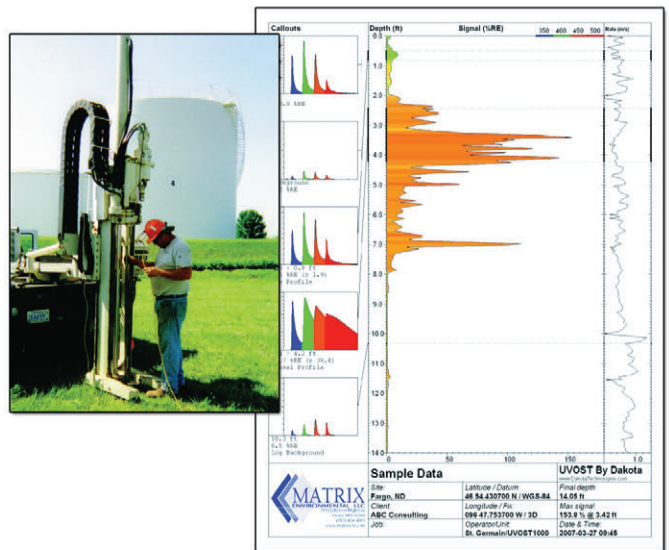 4
Callouts
Depth (ft)
Signal (%RE)
350 400 450 500
Rate (m/s)
0.0
1.0
2.0
3.0
4.0
5.0
6.0
7.0
8.0
9.0
10.0
11.0
12.0
13.0
14.0
0 50 100 150
1.0
Log Background
MATRIX
ENVIRONMENTAL, LLC
Sample Data
UVOST By Dakota
www.DakotaTechnologies.com
Site:
Fargo, ND
Latitude / Datum:
46 54.430700 N / WGS-84
Final depth:
14.05 ft
Client:
ABC Consulting
Longitude / Fix:
096 47.753700 W / 3D
Max signal:
153.9 % @ 3.42 ft
Job:
Operator/Unit:
St. Germain/UVOST1000
Date & Time:
2007-03-27 09:45